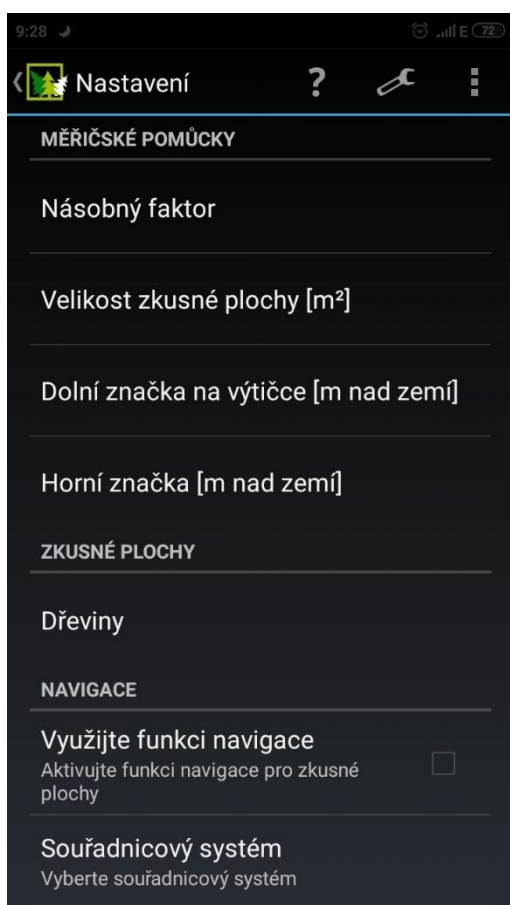 9:28 E 72
Nastavení ?
MĚŘIČSKÉ POMŮCKY
Násobný faktor
Velikost zkusné plochy [m²]
Dolní značka na výtičce [m nad zemí]
Horní značka [m nad zemí]
ZKUSNÉ PLOCHY
Dřeviny
NAVIGACE
Využijte funkci navigace
Aktivujte funkci navigace pro zkusné
plochy
Souřadnicový systém
Vyberte souřadnicový systém